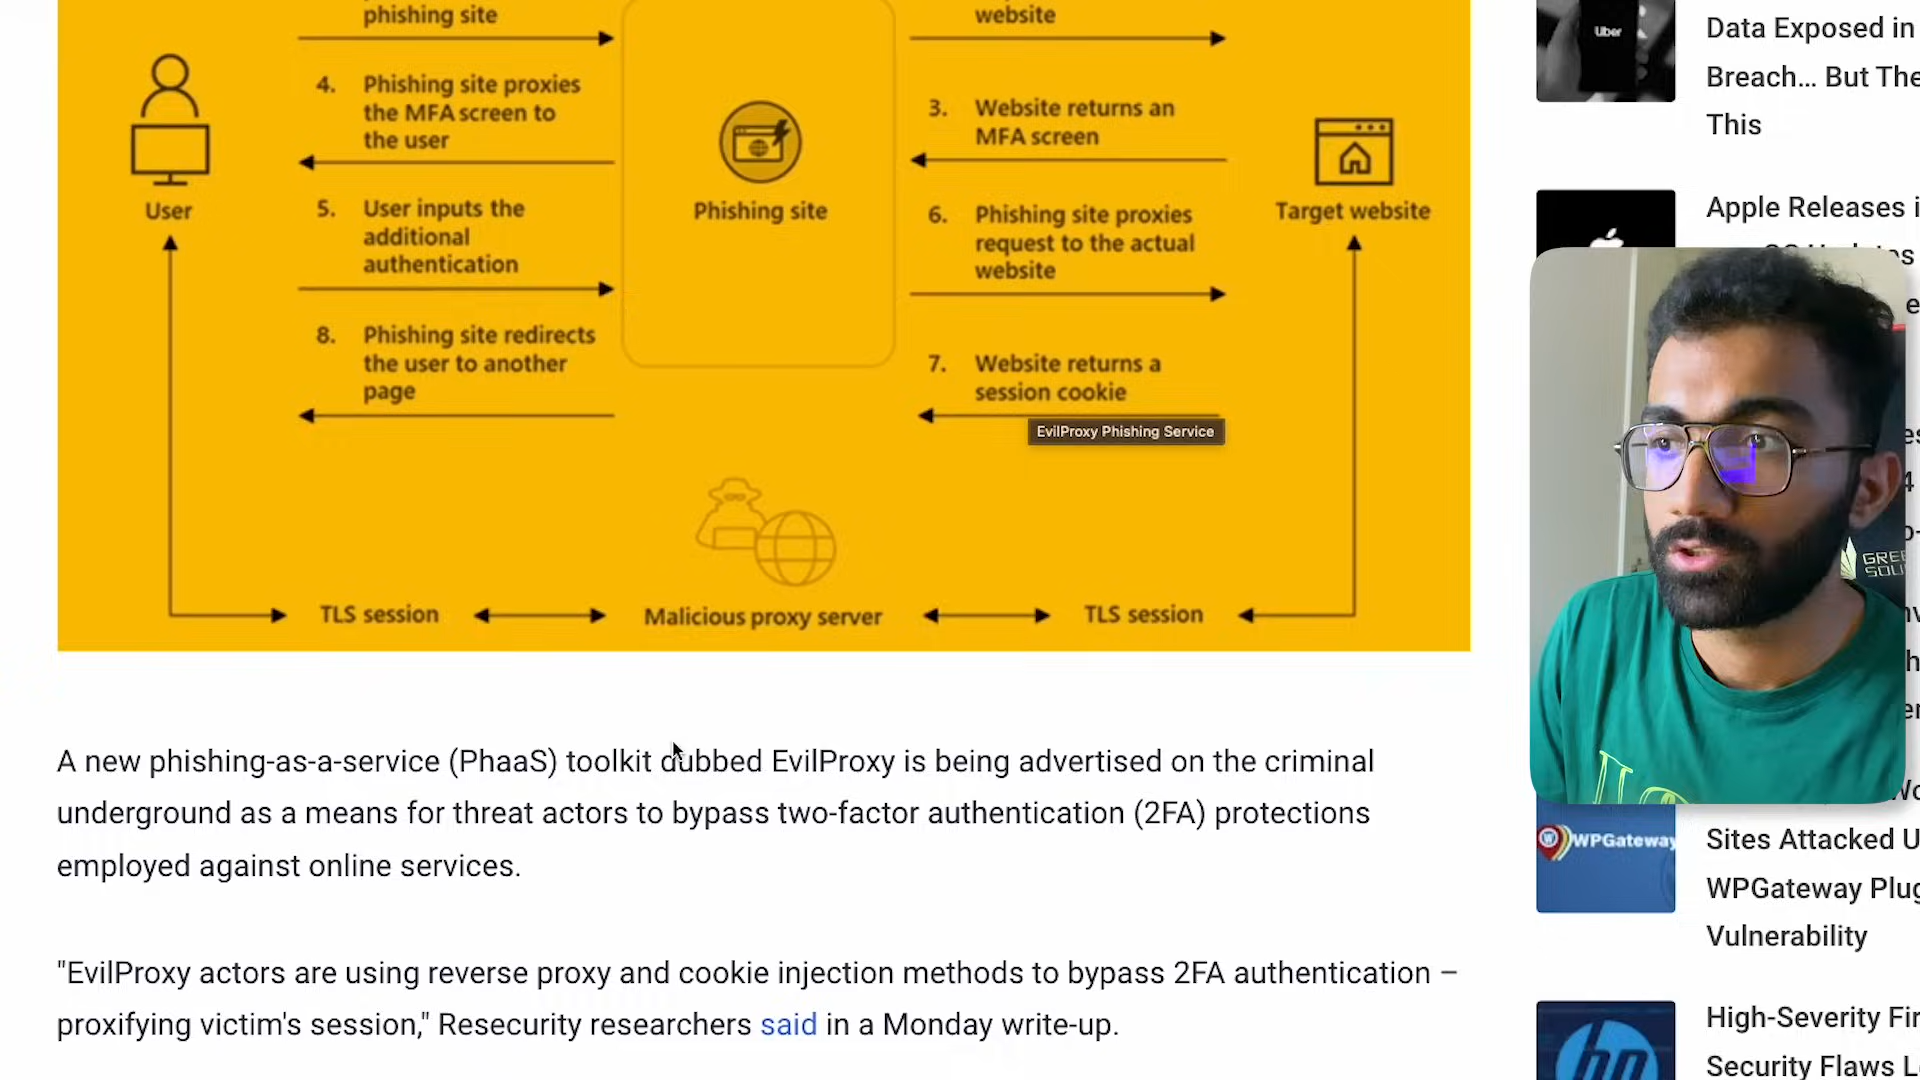 phishing site
website
4. Phishing site proxies
the MFA screen to
the user
3. Website returns an
MFA screen
User
Phishing site
Target website
5. User inputs the
additional
authentication
6. Phishing site proxies
request to the actual
website
8. Phishing site redirects
the user to another
page
7. Website returns a
session cookie
EvilProxy Phishing Service
TLS session
Malicious proxy server
TLS session
A new phishing-as-a-service (PhaaS) toolkit dubbed EvilProxy is being advertised on the criminal
underground as a means for threat actors to bypass two-factor authentication (2FA) protections
employed against online services.
"EvilProxy actors are using reverse proxy and cookie injection methods to bypass 2FA authentication –
proxifying victim's session," Resecurity researchers said in a Monday write-up.
Uber
Data Exposed in
Breach... But The
This
Apple Releases
WPGateway
Sites Attacked U
WPGateway Plug
Vulnerability
hp
High-Severity Fir
Security Flaws L